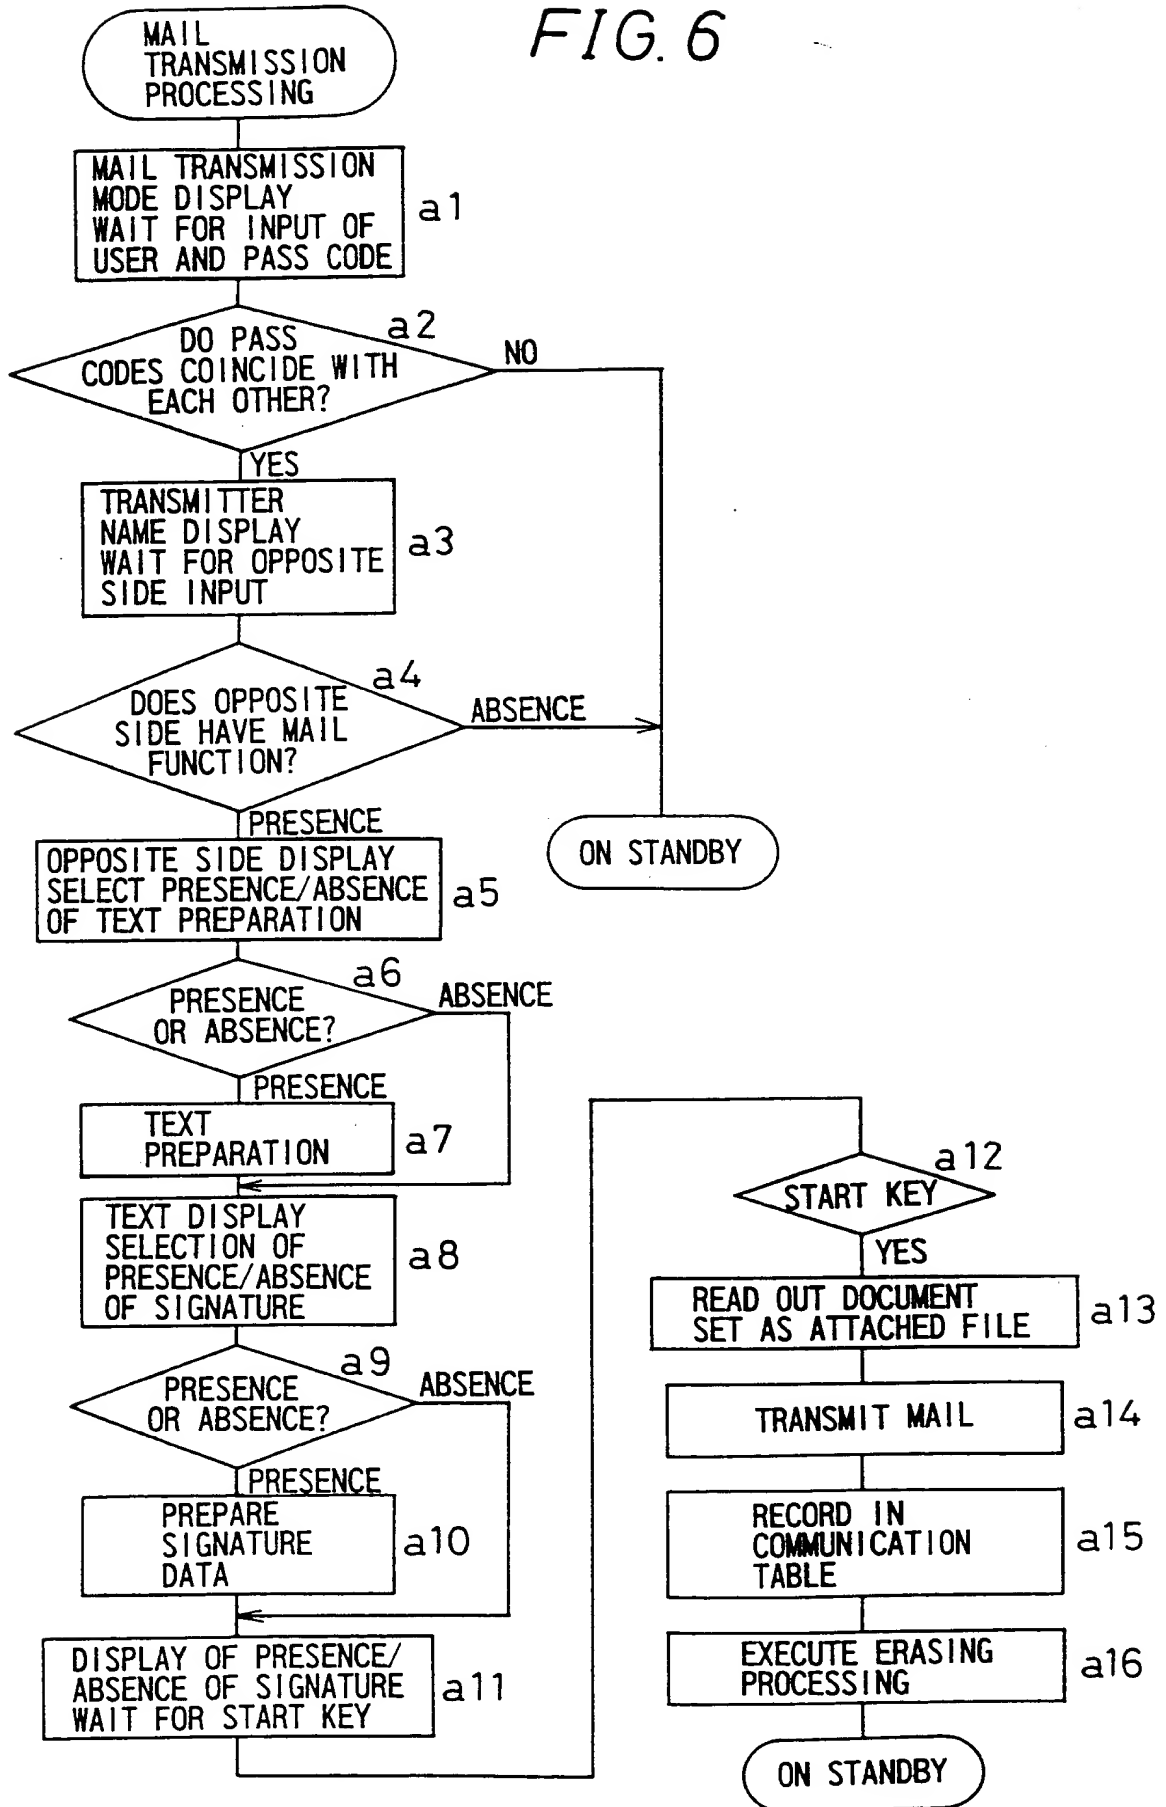 FIG. 6
MAIL
TRANSMISSION
PROCESSING
MAIL TRANSMISSION
MODE DISPLAY
WAIT FOR INPUT OF
USER AND PASS CODE
a1
DO PASS
CODES COINCIDE WITH
EACH OTHER?
a2
NO
YES
TRANSMITTER
NAME DISPLAY
WAIT FOR OPPOSITE
SIDE INPUT
a3
DOES OPPOSITE
SIDE HAVE MAIL
FUNCTION?
a4
ABSENCE
PRESENCE
ON STANDBY
OPPOSITE SIDE DISPLAY
SELECT PRESENCE/ABSENCE
OF TEXT PREPARATION
a5
PRESENCE
OR ABSENCE?
a6
ABSENCE
PRESENCE
TEXT
PREPARATION
a7
TEXT DISPLAY
SELECTION OF
PRESENCE/ABSENCE
OF SIGNATURE
a8
PRESENCE
OR ABSENCE?
a9
ABSENCE
PRESENCE
PREPARE
SIGNATURE
DATA
a10
DISPLAY OF PRESENCE/
ABSENCE OF SIGNATURE
WAIT FOR START KEY
a11
START KEY
a12
YES
READ OUT DOCUMENT
SET AS ATTACHED FILE
a13
TRANSMIT MAIL
a14
RECORD IN
COMMUNICATION
TABLE
a15
EXECUTE ERASING
PROCESSING
a16
ON STANDBY